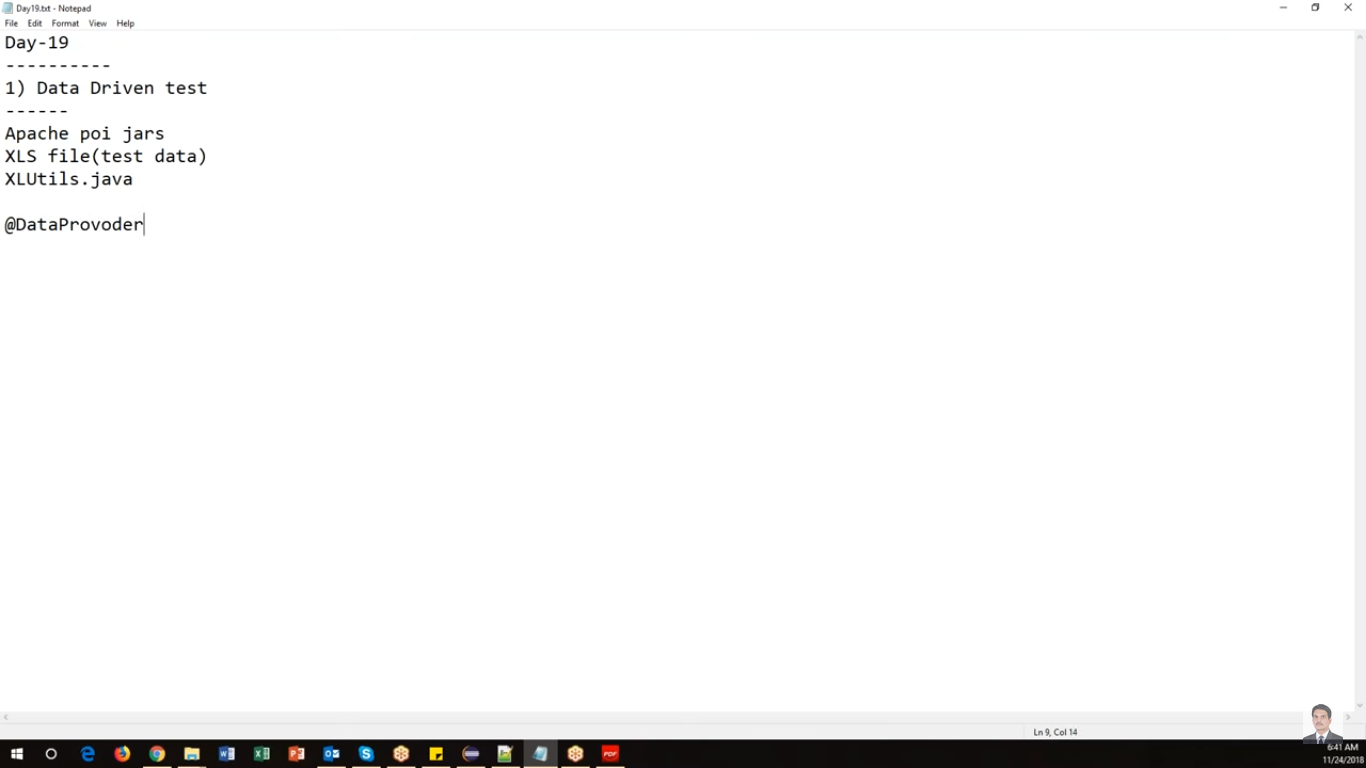 Day19.txt - Notepad
File Edit Format View Help
Day-19
----------
1) Data Driven test
------
Apache poi jars
XLS file(test data)
XLUtils.java
@DataProvoder
Ln 9, Col 14
6:41 AM
11/24/2018